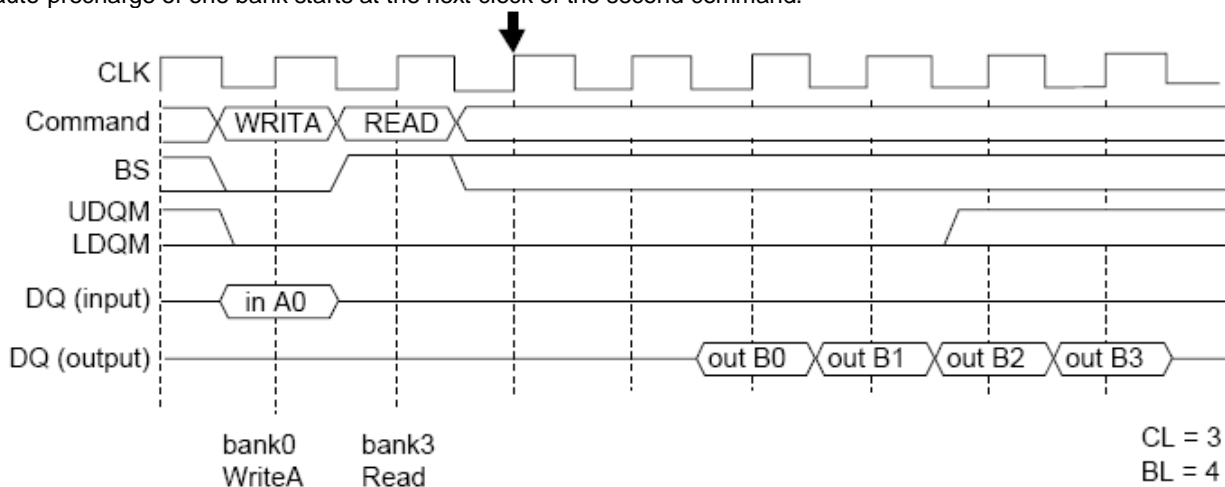 auto-precharge of one bank starts at the next clock of the second command.
CLK
Command WRITA READ
BS
UDQM
LDQM
DQ (input) in A0
DQ (output) out B0 out B1 out B2 out B3
bank0 bank3 CL = 3
WriteA Read BL = 4